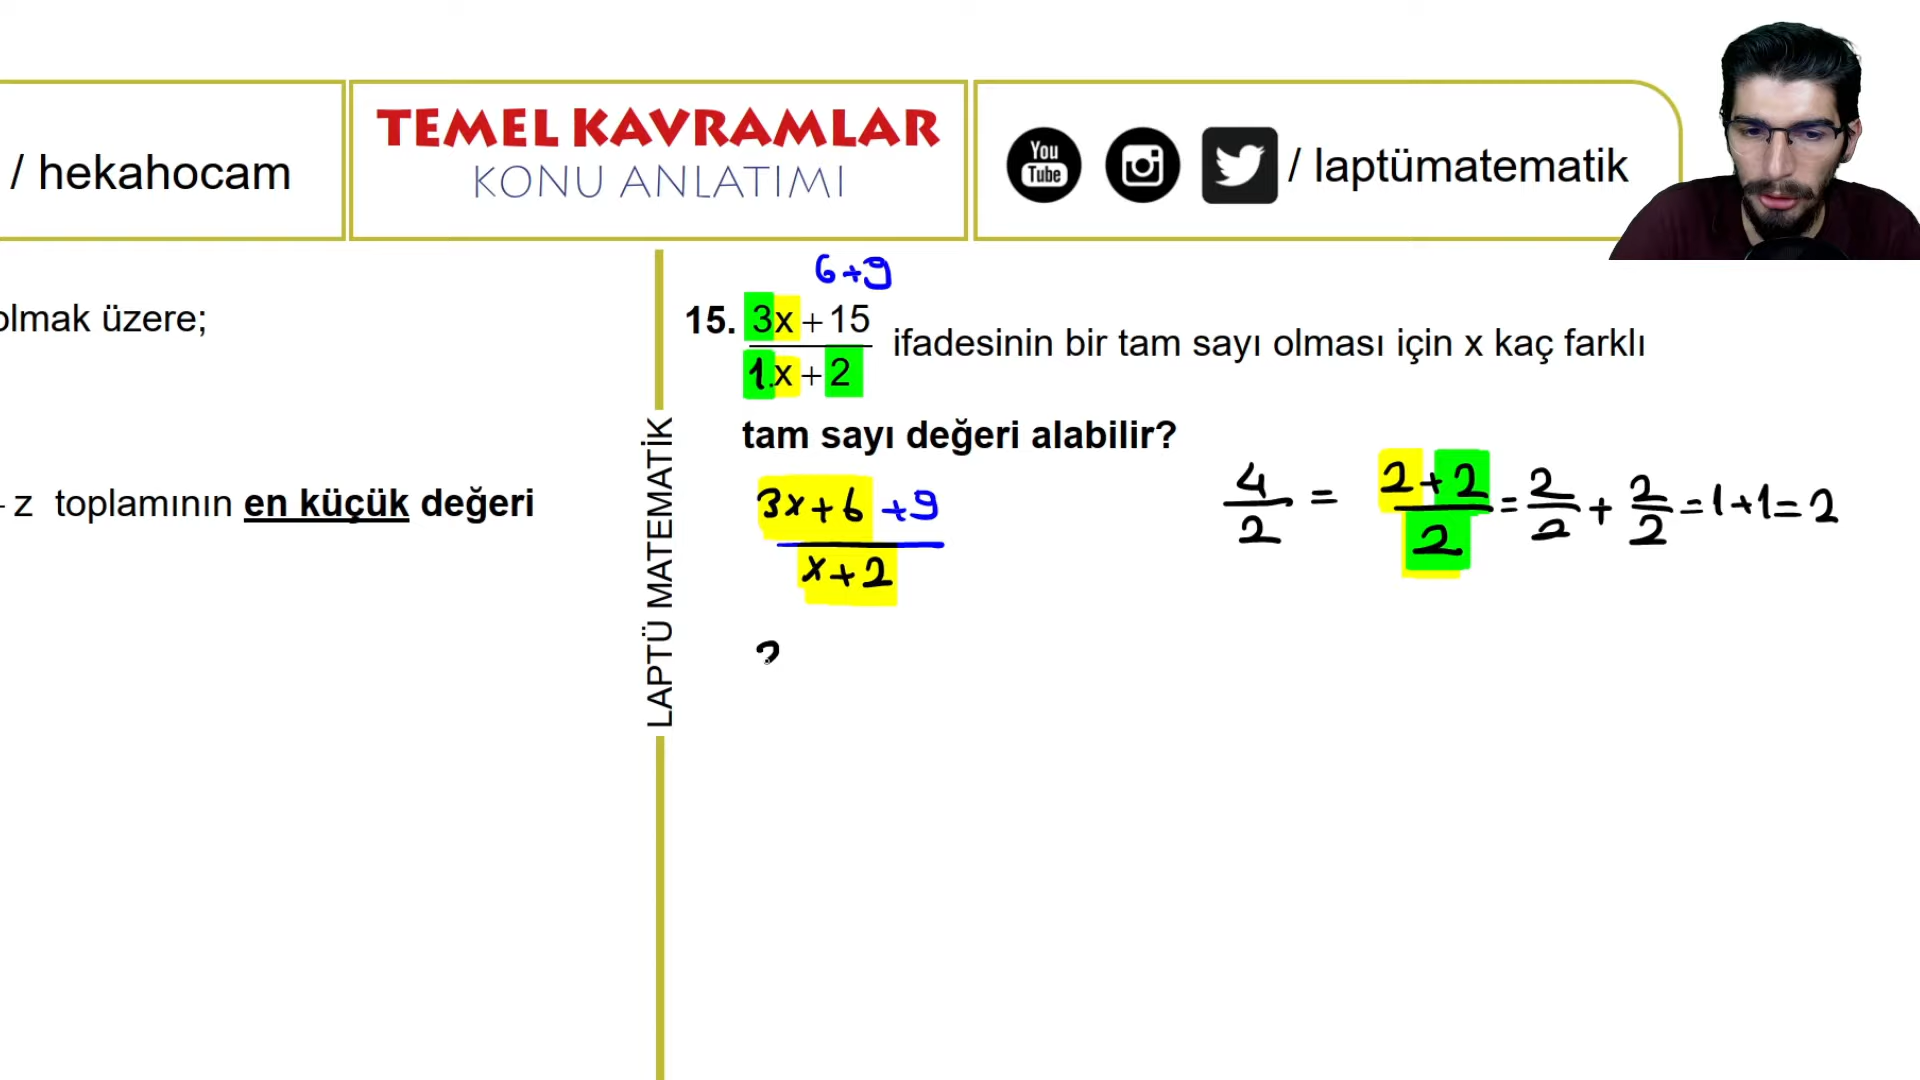 / hekahocam
TEMEL KAVRAMLAR
KONU ANLATIMI
You
Tube
/ laptümatematik
olmak üzere;
- z toplamının en küçük değeri
LAPTÜ MATEMATİK
6+9
15. 3x+15 / 1.x+2 ifadesinin bir tam sayı olması için x kaç farklı
tam sayı değeri alabilir?
3x+6 +9
x+2
4/2 = 2+2/2 = 2/2 + 2/2 = 1+1 = 2